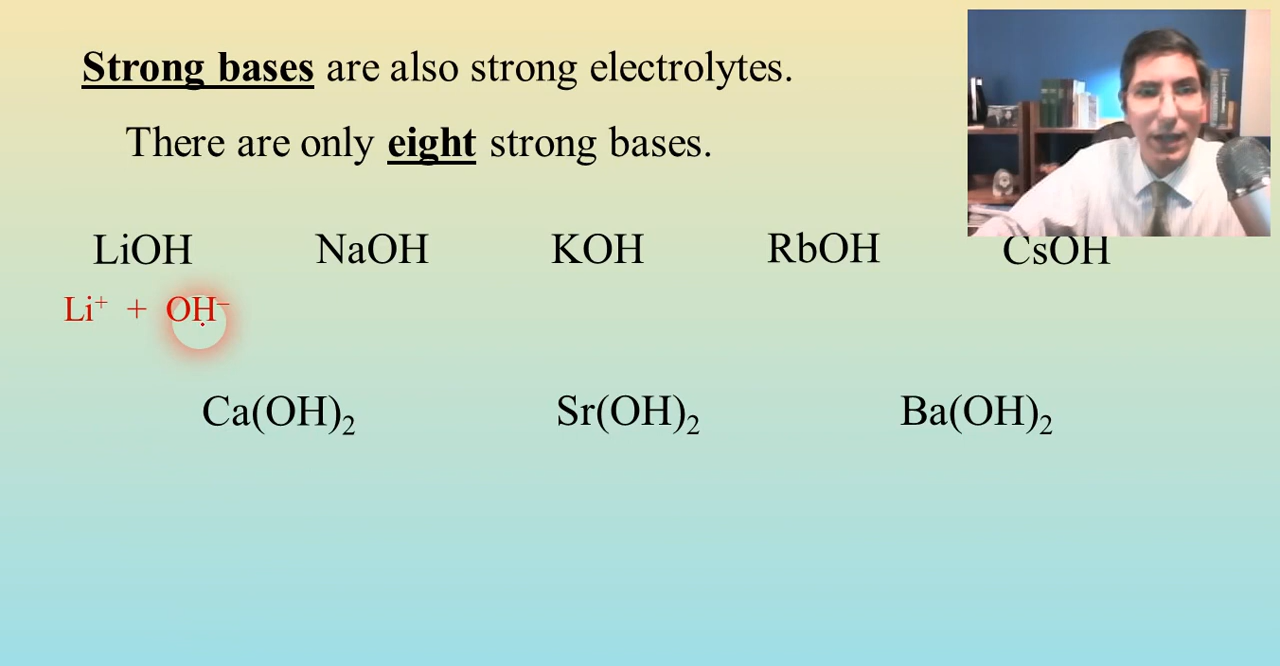 Strong bases are also strong electrolytes.
There are only eight strong bases.
LiOH NaOH KOH RbOH CsOH
Li⁺ + OH⁻
Ca(OH)₂ Sr(OH)₂ Ba(OH)₂